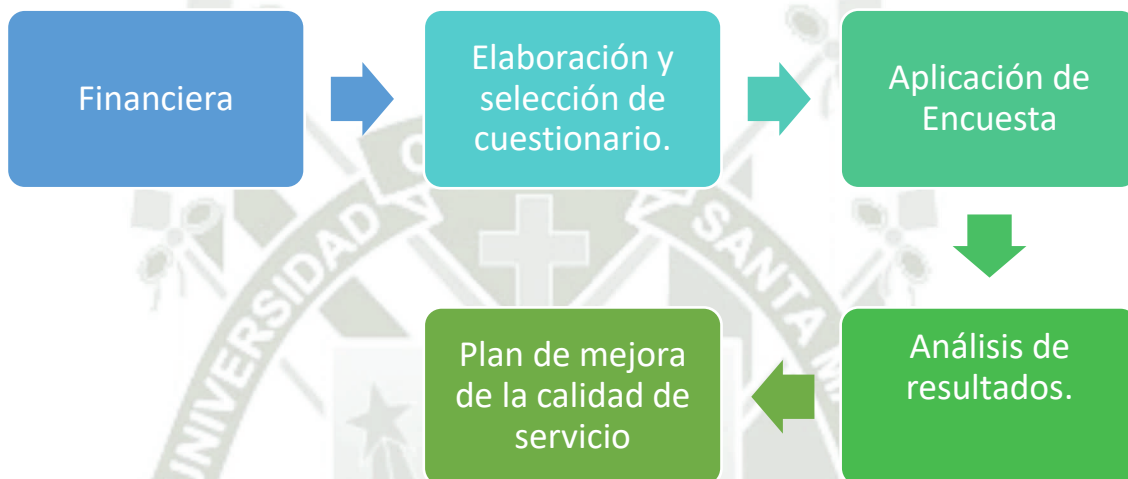 Financiera
Elaboración y
selección de
cuestionario.
Aplicación de
Encuesta
Análisis de
resultados.
Plan de mejora
de la calidad de
servicio
UNIVERSIDAD
SANTA